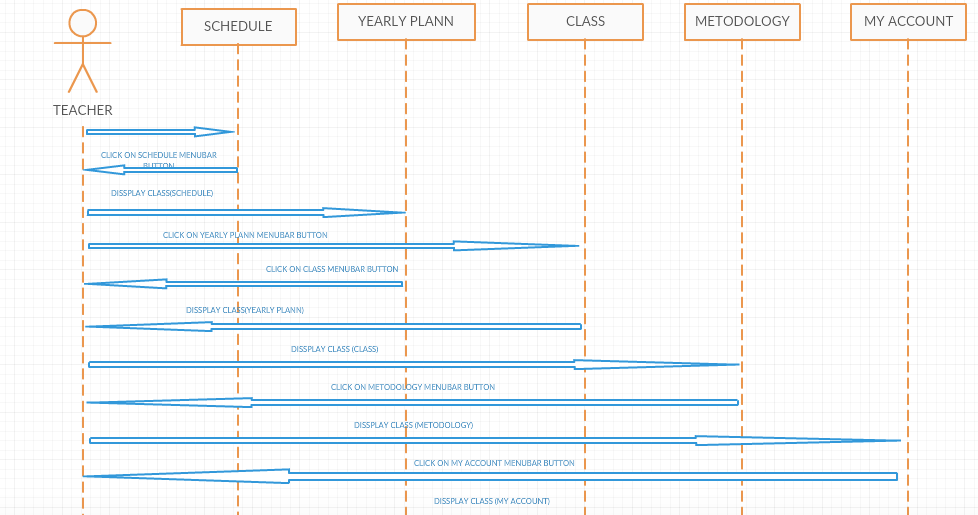 SCHEDULE
YEARLY PLANN
CLASS
METODOLOGY
MY ACCOUNT
TEACHER
CLICK ON SCHEDULE MENUBAR
BUTTON
DISSPLAY CLASS(SCHEDULE)
CLICK ON YEARLY PLANN MENUBAR BUTTON
CLICK ON CLASS MENUBAR BUTTON
DISSPLAY CLASS(YEARLY PLANN)
DISSPLAY CLASS (CLASS)
CLICK ON METODOLOGY MENUBAR BUTTON
DISSPLAY CLASS (METODOLOGY)
CLICK ON MY ACCOUNT MENUBAR BUTTON
DISSPLAY CLASS (MY ACCOUNT)